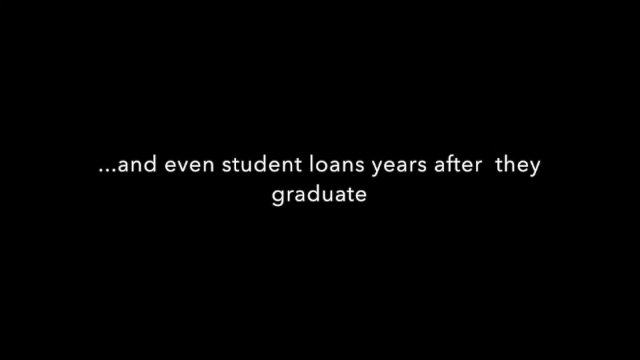 ...and even student loans years after  they
graduate